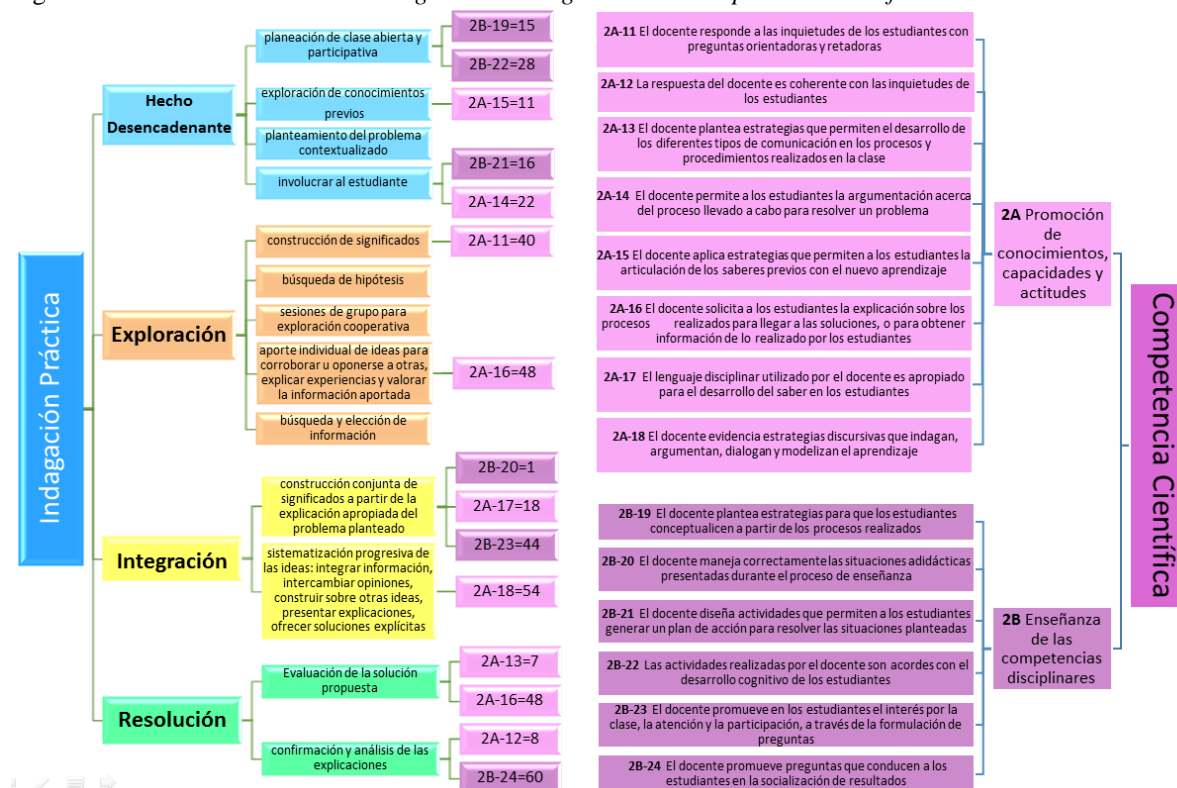 Indagación Práctica
Hecho
Desencadenante
planeación de clase abierta y
participativa
2B-19=15
2B-22=28
exploración de conocimientos
previos
2A-15=11
planteamiento del problema
contextualizado
involucrar al estudiante
2B-21=16
2A-14=22
Exploración
construcción de significados
2A-11=40
búsqueda de hipótesis
sesiones de grupo para
exploración cooperativa
aporte individual de ideas para
corroborar u oponerse a otras,
explicar experiencias y valorar
la información aportada
2A-16=48
búsqueda y elección de
información
Integración
construcción conjunta de
significados a partir de la
explicación apropiada del
problema planteado
2B-20=1
2A-17=18
2B-23=44
sistematización progresiva de
las ideas: integrar información,
intercambiar opiniones,
construir sobre otras ideas,
presentar explicaciones,
ofrecer soluciones explícitas
2A-18=54
Resolución
Evaluación de la solución
propuesta
2A-13=7
2A-16=48
confirmación y análisis de las
explicaciones
2A-12=8
2B-24=60
2A-11 El docente responde a las inquietudes de los estudiantes con
preguntas orientadoras y retadoras
2A-12 La respuesta del docente es coherente con las inquietudes de
los estudiantes
2A-13 El docente plantea estrategias que permiten el desarrollo de
los diferentes tipos de comunicación en los procesos y
procedimientos realizados en la clase
2A-14 El docente permite a los estudiantes la argumentación acerca
del proceso llevado a cabo para resolver un problema
2A-15 El docente aplica estrategias que permiten a los estudiantes la
articulación de los saberes previos con el nuevo aprendizaje
2A-16 El docente solicita a los estudiantes la explicación sobre los
procesos realizados para llegar a las soluciones, o para obtener
información de lo realizado por los estudiantes
2A-17 El lenguaje disciplinar utilizado por el docente es apropiado
para el desarrollo del saber en los estudiantes
2A-18 El docente evidencia estrategias discursivas que indagan,
argumentan, dialogan y modelizan el aprendizaje
2A Promoción
de
conocimientos,
capacidades y
actitudes
2B-19 El docente plantea estrategias para que los estudiantes
conceptualicen a partir de los procesos realizados
2B-20 El docente maneja correctamente las situaciones adidácticas
presentadas durante el proceso de enseñanza
2B-21 El docente diseña actividades que permiten a los estudiantes
generar un plan de acción para resolver las situaciones planteadas
2B-22 Las actividades realizadas por el docente son acordes con el
desarrollo cognitivo de los estudiantes
2B-23 El docente promueve en los estudiantes el interés por la
clase, la atención y la participación, a través de la formulación de
preguntas
2B-24 El docente promueve preguntas que conducen a los
estudiantes en la socialización de resultados
2B Enseñanza
de las
competencias
disciplinares
Competencia Científica